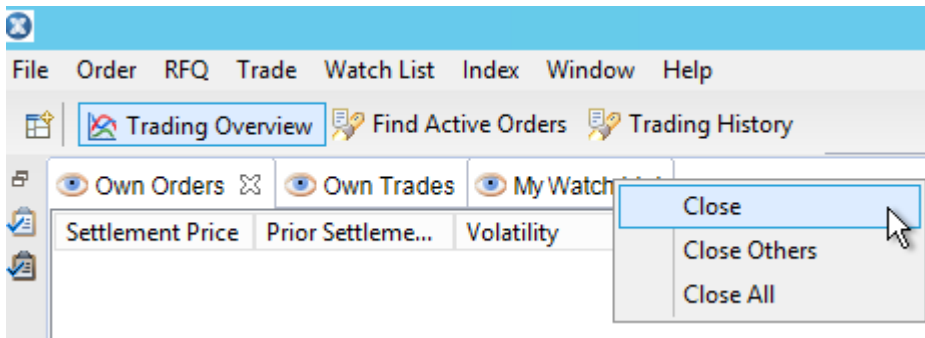 File Order RFQ Trade Watch List Index Window Help
Trading Overview Find Active Orders Trading History
Own Orders Own Trades My Watch
Close
Settlement Price Prior Settleme... Volatility
Close Others
Close All